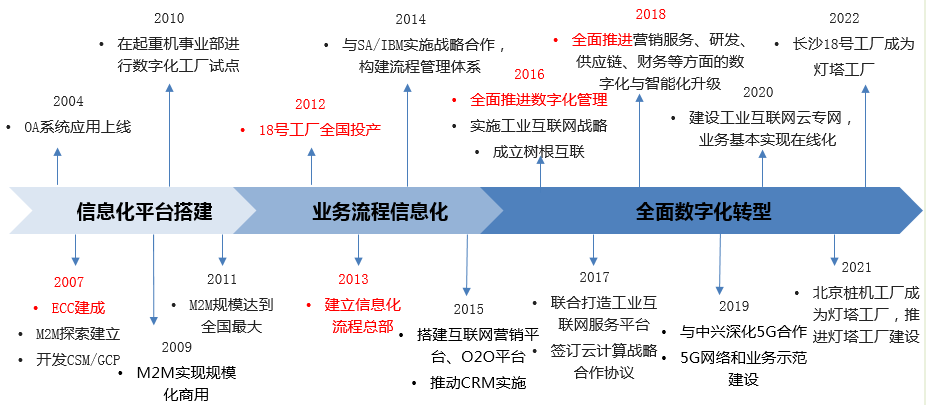 2004
• OA系统应用上线
2010
• 在起重机事业部进
行数字化工厂试点
2012
• 18号工厂全国投产
2014
• 与SA/IBM实施战略合作，
构建流程管理体系
2016
• 全面推进数字化管理
• 实施工业互联网战略
• 成立树根互联
2018
• 全面推进营销服务、研发、
供应链、财务等方面的数
字化与智能化升级
2020
• 建设工业互联网云专网，
业务基本实现在线化
2022
• 长沙18号工厂成为
灯塔工厂
信息化平台搭建
业务流程信息化
全面数字化转型
2007
• ECC建成
• M2M探索建立
• 开发CSM/GCP
2009
• M2M实现规模
化商用
2011
• M2M规模达到
全国最大
2013
• 建立信息化
流程总部
2015
• 搭建互联网营销平
台、O2O平台
• 推动CRM实施
2017
• 联合打造工业互
联网服务平台
• 签订云计算战略
合作协议
2019
• 与中兴深化5G合作
• 5G网络和业务示范
建设
2021
• 北京桩机工厂成
为灯塔工厂，推
进灯塔工厂建设